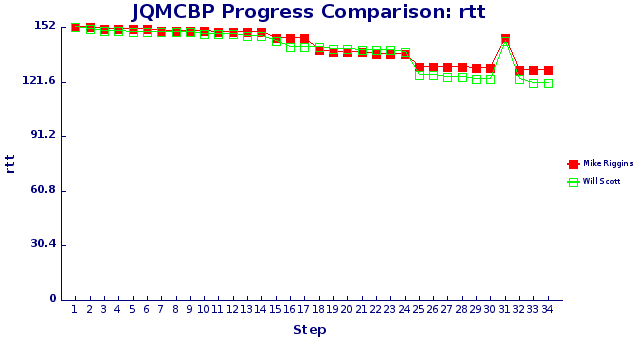 JQMCBP Progress Comparison: rtt
152
121.6
91.2
60.8
30.4
0
rtt
1 2 3 4 5 6 7 8 9 10 11 12 13 14 15 16 17 18 19 20 21 22 23 24 25 26 27 28 29 30 31 32 33 34
Step
Mike Riggins
Will Scott